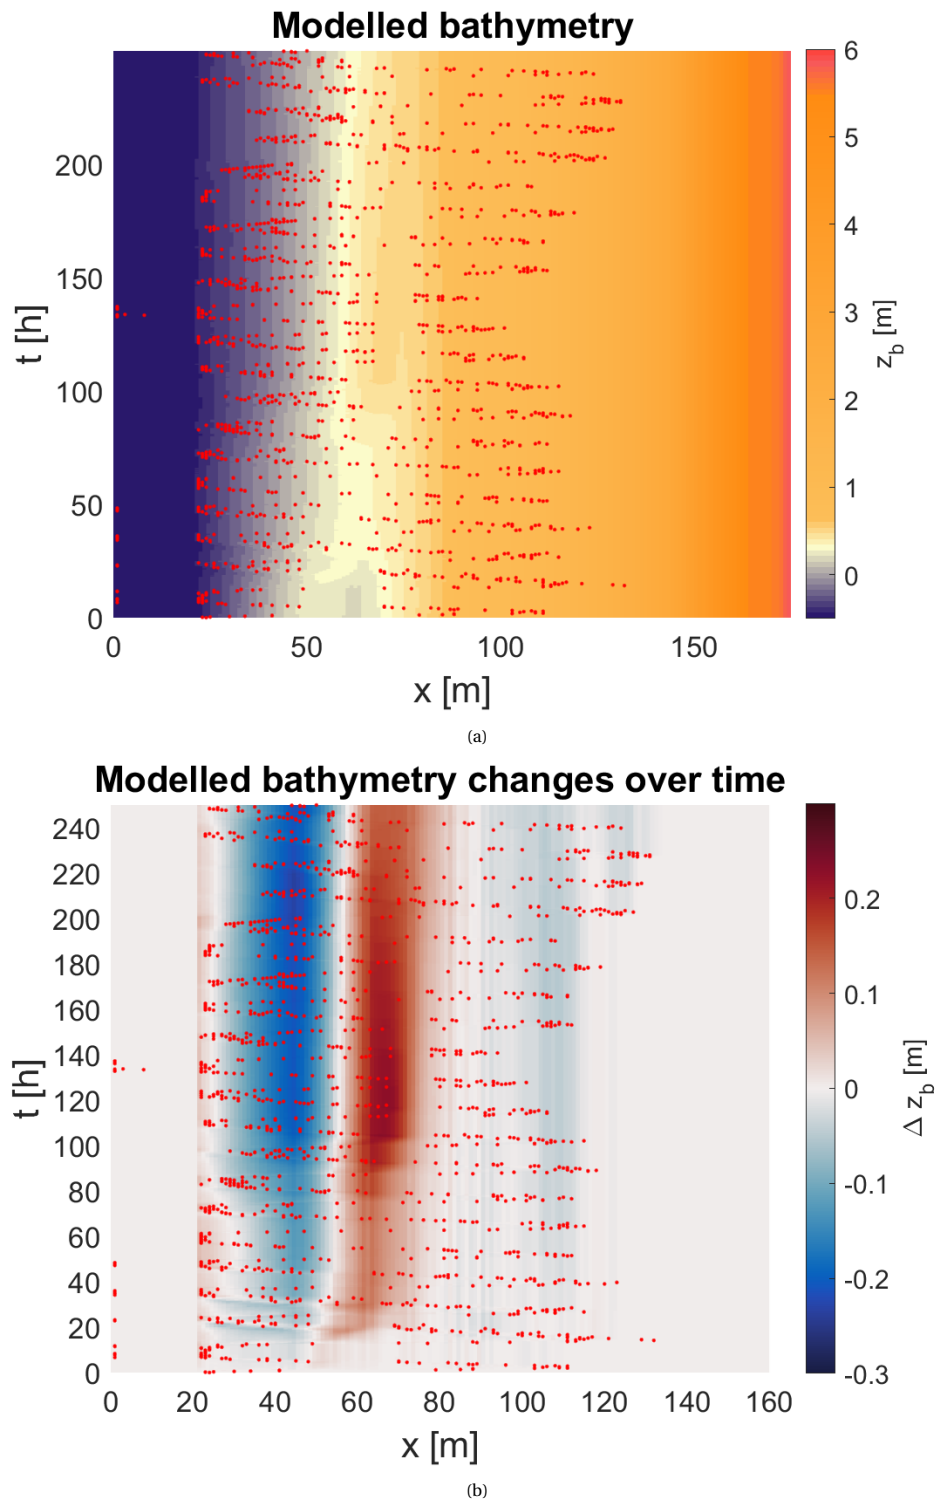 Modelled bathymetry
6
5
4
3
2
1
0
z_b [m]
200
150
100
50
0
t [h]
0 50 100 150
x [m]
(a)
Modelled bathymetry changes over time
240
220
200
180
160
140
120
100
80
60
40
20
0
t [h]
0 20 40 60 80 100 120 140 160
x [m]
0.2
0.1
0
-0.1
-0.2
-0.3
Δ z_b [m]
(b)